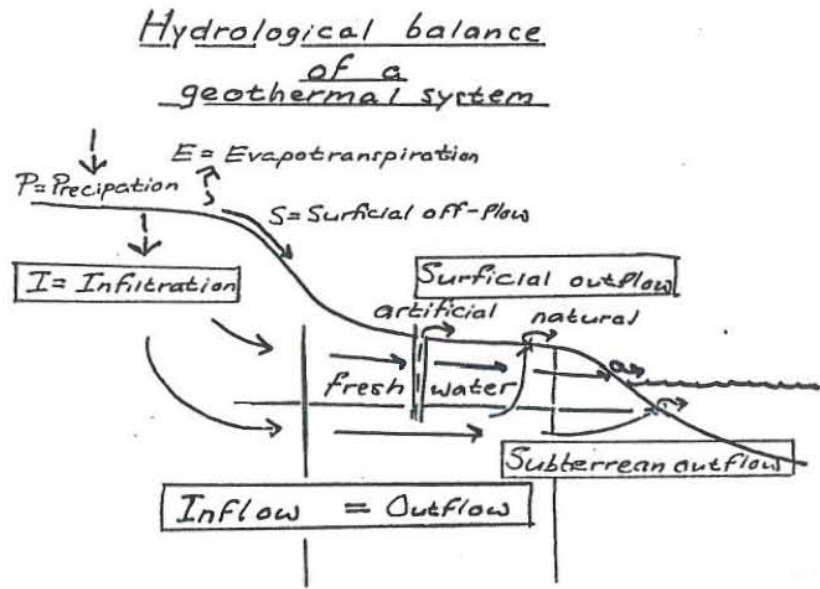 Hydrological balance
of a
geothermal system
E = Evapotranspiration
P=Precipation
S=Surficial off-flow
I= Infiltration
Surficial outflow
artificial
natural
fresh water
Subterrean outflow
Inflow = Outflow